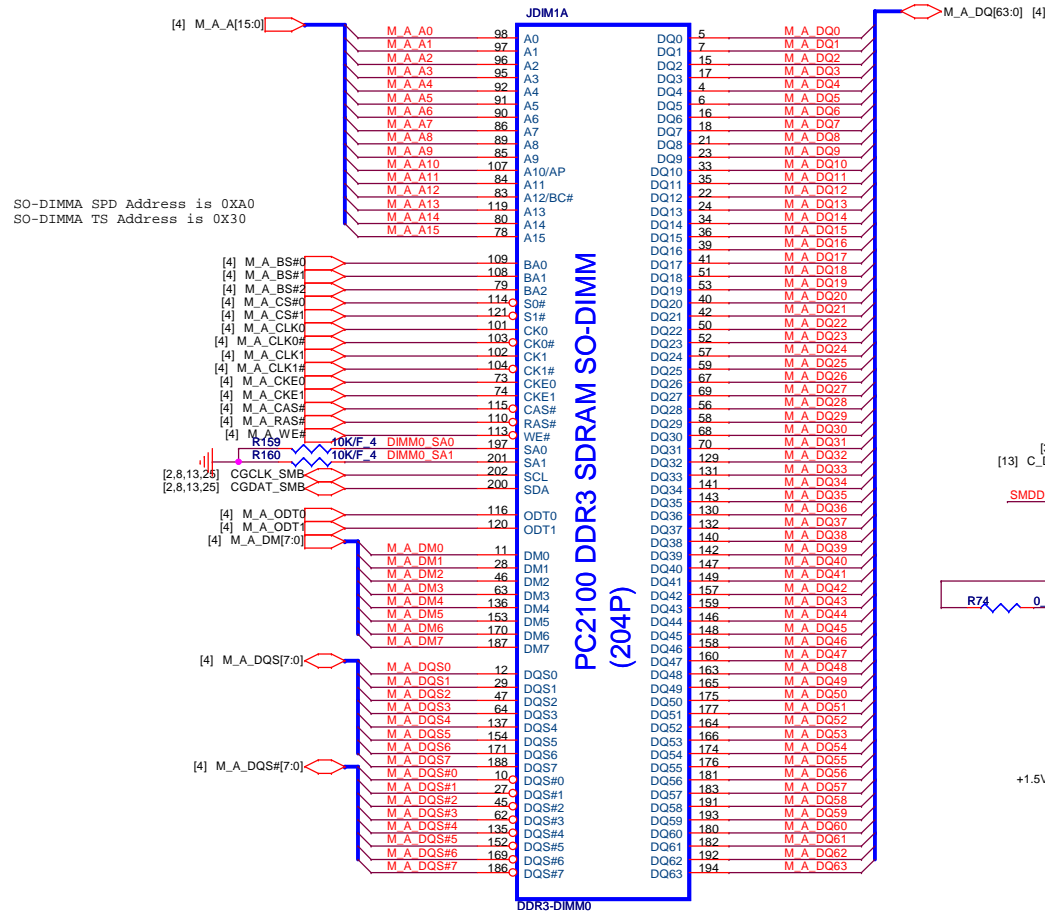 JDIM1A
[4] M_A_A[15:0]
M_A_A0 98 A0
M_A_A1 97 A1
M_A_A2 96 A2
M_A_A3 95 A3
M_A_A4 92 A4
M_A_A5 91 A5
M_A_A6 90 A6
M_A_A7 86 A7
M_A_A8 89 A8
M_A_A9 85 A9
M_A_A10 107 A10/AP
M_A_A11 84 A11
M_A_A12 83 A12/BC#
M_A_A13 119 A13
M_A_A14 80 A14
M_A_A15 78 A15
SO-DIMMA SPD Address is 0XA0
SO-DIMMA TS Address is 0X30
[4] M_A_BS#0 109 BA0
[4] M_A_BS#1 108 BA1
[4] M_A_BS#2 79 BA2
[4] M_A_CS#0 114 S0#
[4] M_A_CS#1 121 S1#
[4] M_A_CLK0 101 CK0
[4] M_A_CLK0# 103 CK0#
[4] M_A_CLK1 102 CK1
[4] M_A_CLK1# 104 CK1#
[4] M_A_CKE0 73 CKE0
[4] M_A_CKE1 74 CKE1
[4] M_A_CAS# 115 CAS#
[4] M_A_RAS# 110 RAS#
[4] M_A_WE# 113 WE#
R159 10K/F_4 DIMM0_SA0 197 SA0
R160 10K/F_4 DIMM0_SA1 201 SA1
[2,8,13,25] CGCLK_SMB 202 SCL
[2,8,13,25] CGDAT_SMB 200 SDA
[4] M_A_ODT0 116 ODT0
[4] M_A_ODT1 120 ODT1
[4] M_A_DM[7:0]
M_A_DM0 11 DM0
M_A_DM1 28 DM1
M_A_DM2 46 DM2
M_A_DM3 63 DM3
M_A_DM4 136 DM4
M_A_DM5 153 DM5
M_A_DM6 170 DM6
M_A_DM7 187 DM7
[4] M_A_DQS[7:0]
M_A_DQS0 12 DQS0
M_A_DQS1 29 DQS1
M_A_DQS2 47 DQS2
M_A_DQS3 64 DQS3
M_A_DQS4 137 DQS4
M_A_DQS5 154 DQS5
M_A_DQS6 171 DQS6
M_A_DQS7 188 DQS7
[4] M_A_DQS#[7:0]
M_A_DQS#0 10 DQS#0
M_A_DQS#1 27 DQS#1
M_A_DQS#2 45 DQS#2
M_A_DQS#3 62 DQS#3
M_A_DQS#4 135 DQS#4
M_A_DQS#5 152 DQS#5
M_A_DQS#6 169 DQS#6
M_A_DQS#7 186 DQS#7
PC2100 DDR3 SDRAM SO-DIMM
(204P)
DDR3-DIMM0
M_A_DQ[63:0] [4]
DQ0 5 M_A_DQ0
DQ1 7 M_A_DQ1
DQ2 15 M_A_DQ2
DQ3 17 M_A_DQ3
DQ4 4 M_A_DQ4
DQ5 6 M_A_DQ5
DQ6 16 M_A_DQ6
DQ7 18 M_A_DQ7
DQ8 21 M_A_DQ8
DQ9 23 M_A_DQ9
DQ10 33 M_A_DQ10
DQ11 35 M_A_DQ11
DQ12 22 M_A_DQ12
DQ13 24 M_A_DQ13
DQ14 34 M_A_DQ14
DQ15 36 M_A_DQ15
DQ16 39 M_A_DQ16
DQ17 41 M_A_DQ17
DQ18 51 M_A_DQ18
DQ19 53 M_A_DQ19
DQ20 40 M_A_DQ20
DQ21 42 M_A_DQ21
DQ22 50 M_A_DQ22
DQ23 52 M_A_DQ23
DQ24 57 M_A_DQ24
DQ25 59 M_A_DQ25
DQ26 67 M_A_DQ26
DQ27 69 M_A_DQ27
DQ28 56 M_A_DQ28
DQ29 58 M_A_DQ29
DQ30 68 M_A_DQ30
DQ31 70 M_A_DQ31
DQ32 129 M_A_DQ32
DQ33 131 M_A_DQ33
DQ34 141 M_A_DQ34
DQ35 143 M_A_DQ35
DQ36 130 M_A_DQ36
DQ37 132 M_A_DQ37
DQ38 140 M_A_DQ38
DQ39 142 M_A_DQ39
DQ40 147 M_A_DQ40
DQ41 149 M_A_DQ41
DQ42 157 M_A_DQ42
DQ43 159 M_A_DQ43
DQ44 146 M_A_DQ44
DQ45 148 M_A_DQ45
DQ46 158 M_A_DQ46
DQ47 160 M_A_DQ47
DQ48 163 M_A_DQ48
DQ49 165 M_A_DQ49
DQ50 175 M_A_DQ50
DQ51 177 M_A_DQ51
DQ52 164 M_A_DQ52
DQ53 166 M_A_DQ53
DQ54 174 M_A_DQ54
DQ55 176 M_A_DQ55
DQ56 181 M_A_DQ56
DQ57 183 M_A_DQ57
DQ58 191 M_A_DQ58
DQ59 193 M_A_DQ59
DQ60 180 M_A_DQ60
DQ61 182 M_A_DQ61
DQ62 192 M_A_DQ62
DQ63 194 M_A_DQ63
[13]
SMDD
R74 0_
+1.5V